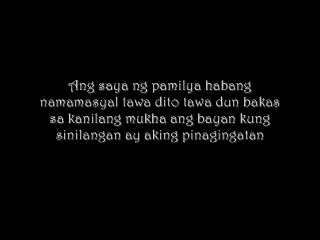 Ang saya ng pamilya habang
namamasyal tawa dito tawa dun bakas
sa kanilang mukha ang bayan kung
sinilangan ay aking pinagingatan